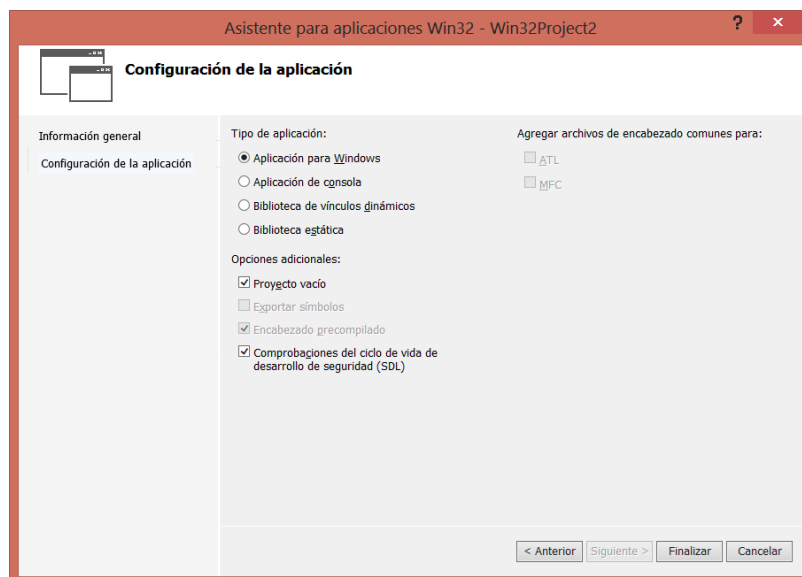 Asistente para aplicaciones Win32 - Win32Project2
? x
Configuración de la aplicación
Información general
Configuración de la aplicación
Tipo de aplicación:
Aplicación para Windows
Aplicación de consola
Biblioteca de vínculos dinámicos
Biblioteca estática
Opciones adicionales:
Proyecto vacío
Exportar símbolos
Encabezado precompilado
Comprobaciones del ciclo de vida de
desarrollo de seguridad (SDL)
Agregar archivos de encabezado comunes para:
ATL
MFC
< Anterior Siguiente > Finalizar Cancelar